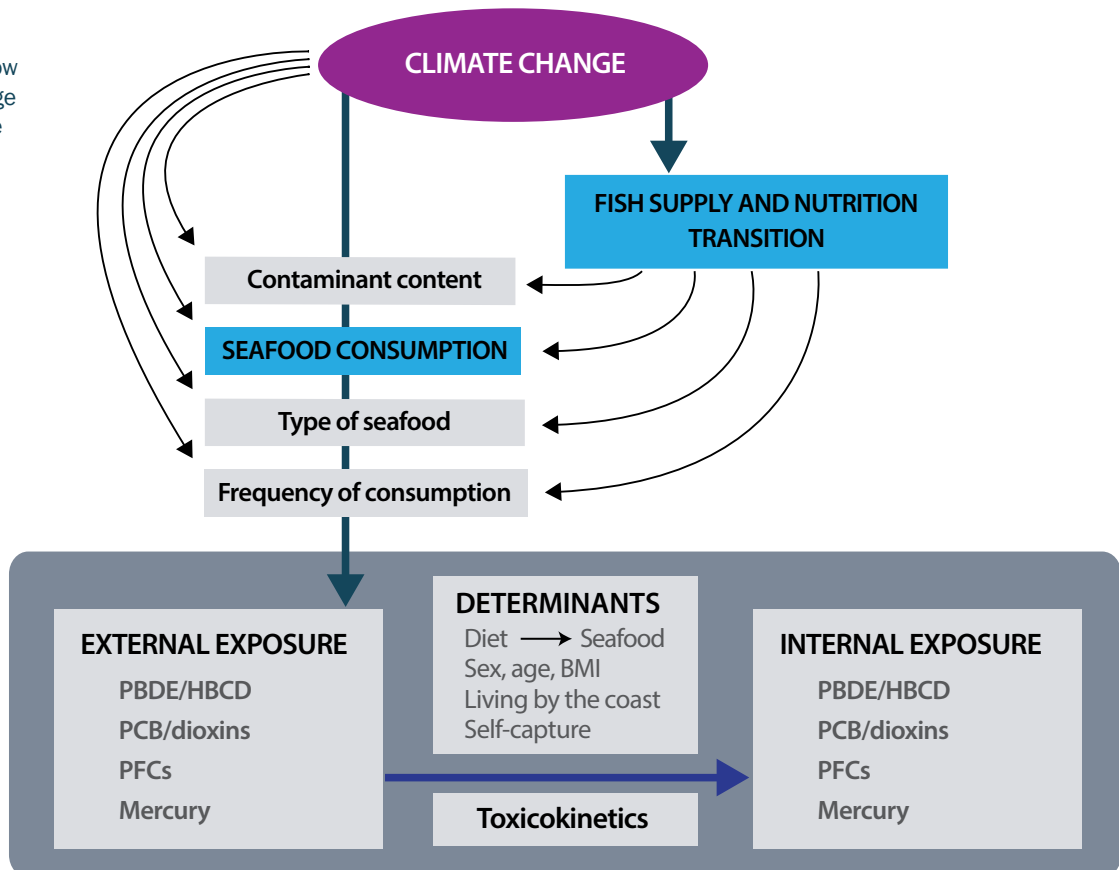 CLIMATE CHANGE
FISH SUPPLY AND NUTRITION
TRANSITION
Contaminant content
SEAFOOD CONSUMPTION
Type of seafood
Frequency of consumption
EXTERNAL EXPOSURE
PBDE/HBCD
PCB/dioxins
PFCs
Mercury
DETERMINANTS
Diet → Seafood
Sex, age, BMI
Living by the coast
Self-capture
Toxicokinetics
INTERNAL EXPOSURE
PBDE/HBCD
PCB/dioxins
PFCs
Mercury